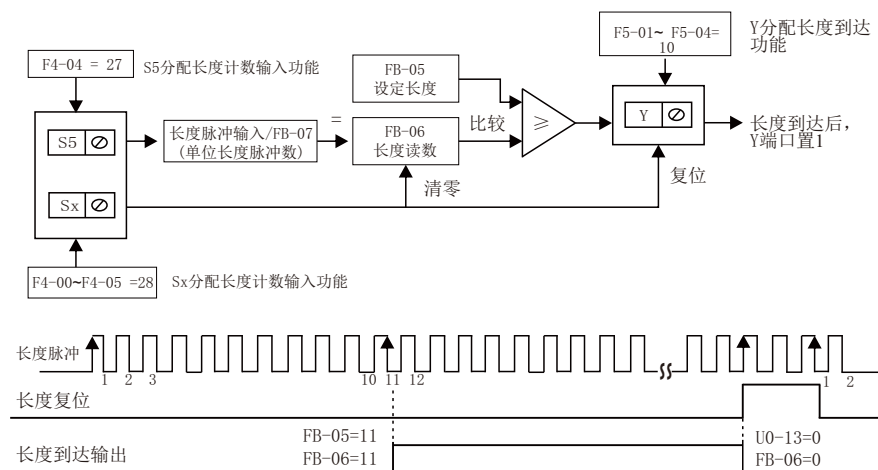 F4-04 = 27
S5分配长度计数输入功能
FB-05
设定长度
F5-01~ F5-04=
10
Y分配长度到达
功能
S5
长度脉冲输入/FB-07
(单位长度脉冲数)
=
FB-06
长度读数
比较
≥
Y
长度到达后，
Y端口置1
Sx
清零
复位
F4-00~F4-05 =28
Sx分配长度计数输入功能
长度脉冲
1 2 3 10 11 12 1 2
长度复位
长度到达输出
FB-05=11
FB-06=11
U0-13=0
FB-06=0